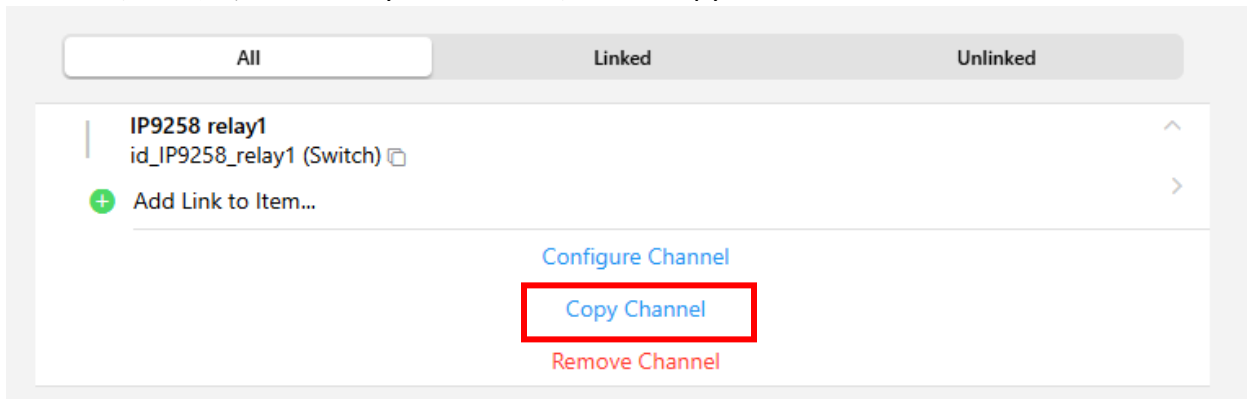 All Linked Unlinked
IP9258 relay1
id_IP9258_relay1 (Switch)
Add Link to Item...
Configure Channel
Copy Channel
Remove Channel